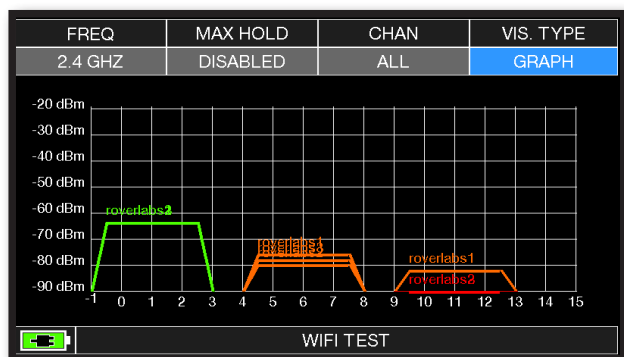 FREQ MAX HOLD CHAN VIS. TYPE
2.4 GHZ DISABLED ALL GRAPH
-20 dBm
-30 dBm
-40 dBm
-50 dBm
-60 dBm
roverlabs
-70 dBm
roverlabs1
-80 dBm
roverlabs1
roverlabs2
-90 dBm
-1 0 1 2 3 4 5 6 7 8 9 10 11 12 13 14 15
WIFI TEST